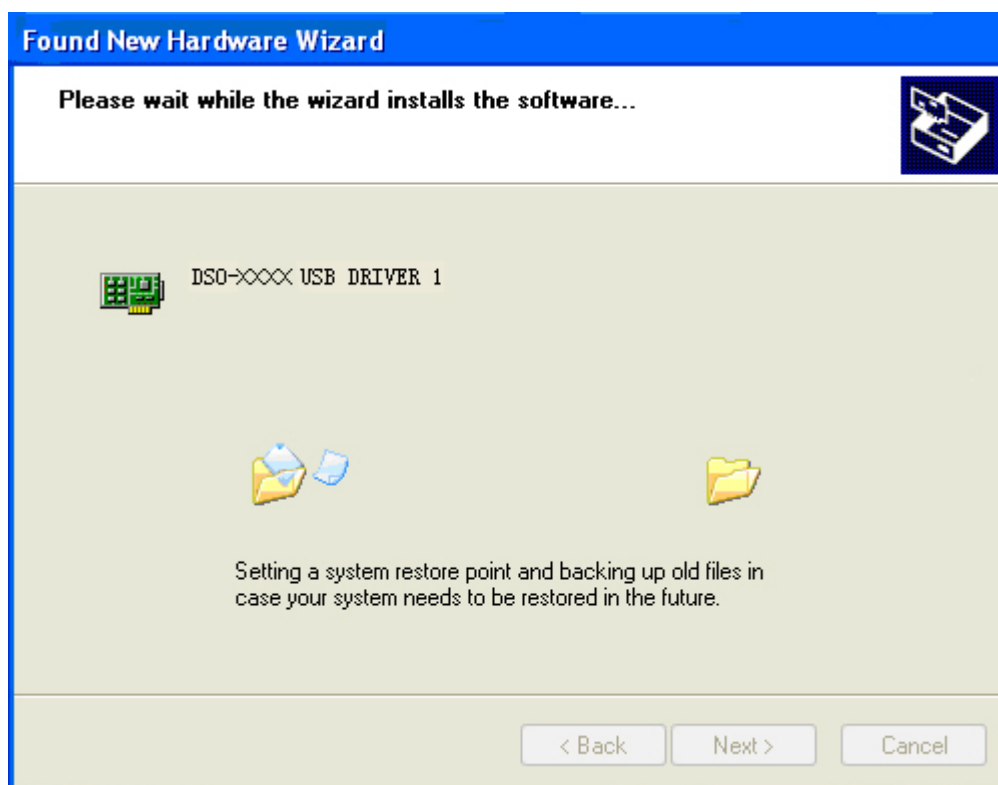 Found New Hardware Wizard
Please wait while the wizard installs the software...
DSO-XXXX USB DRIVER 1
Setting a system restore point and backing up old files in
case your system needs to be restored in the future.
< Back Next > Cancel